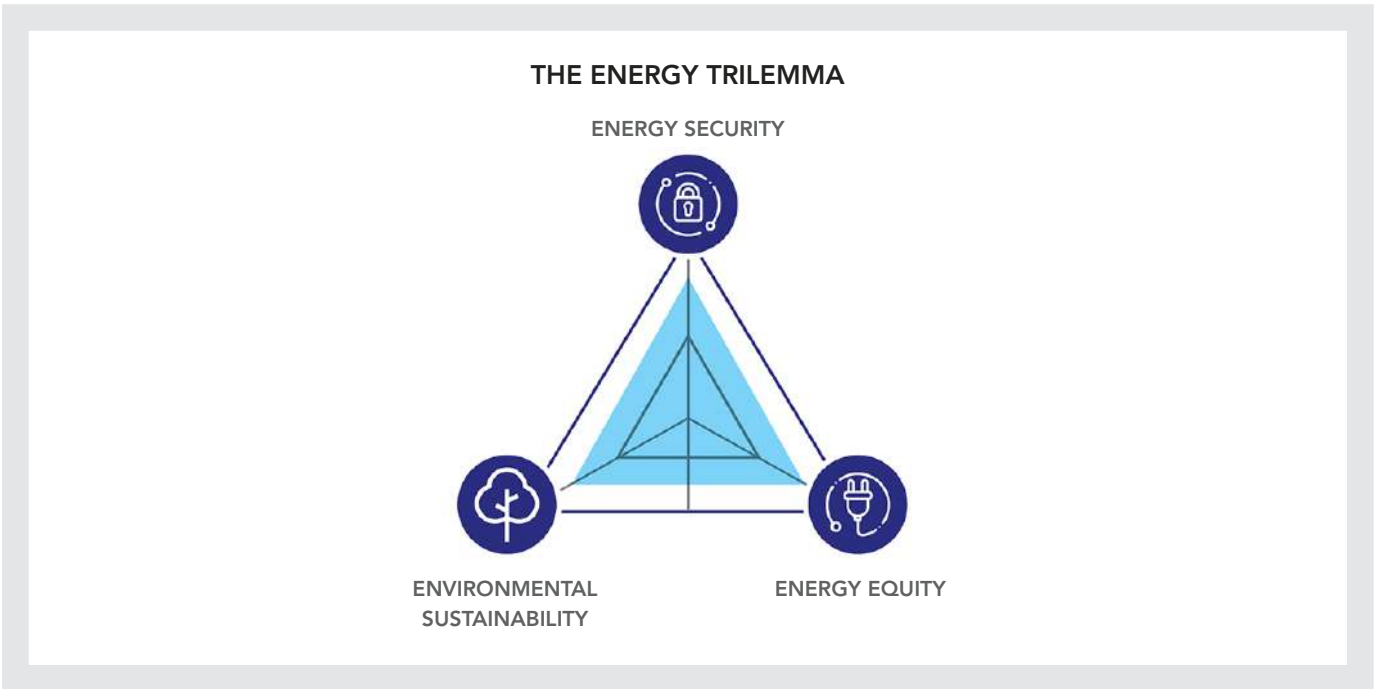 THE ENERGY TRILEMMA
ENERGY SECURITY
ENVIRONMENTAL
SUSTAINABILITY
ENERGY EQUITY